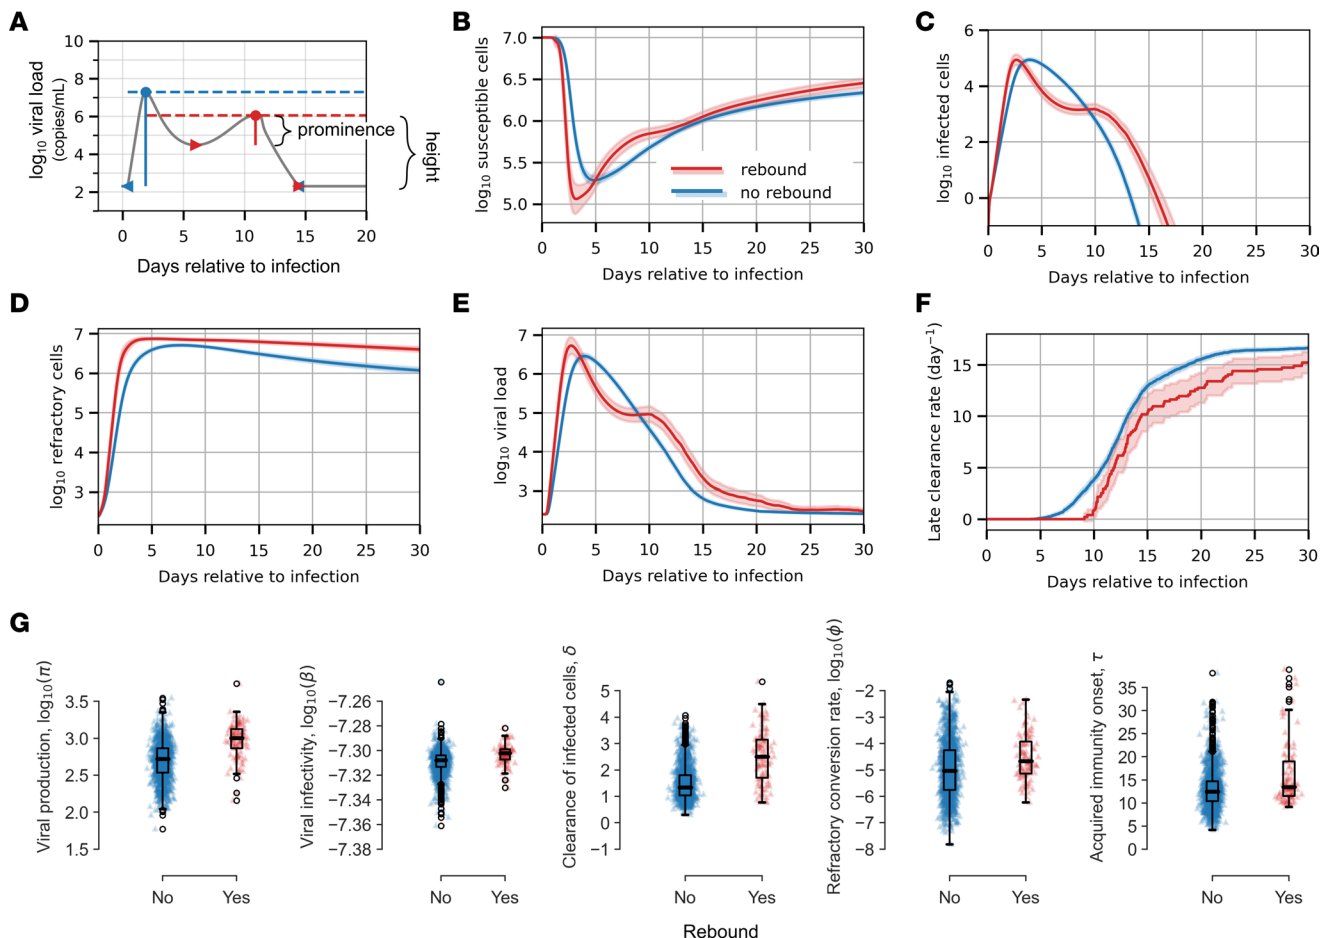 A
B
C
10
8
6
4
2
0
5
10
15
20
log₁₀ viral load
(copies/mL)
prominence
height
Days relative to infection
7.0
6.5
6.0
5.5
5.0
0
5
10
15
20
25
30
log₁₀ susceptible cells
rebound
no rebound
Days relative to infection
6
4
2
0
0
5
10
15
20
25
30
log₁₀ infected cells
Days relative to infection
D
E
F
7
6
5
4
3
0
5
10
15
20
25
30
log₁₀ refractory cells
Days relative to infection
7
6
5
4
3
0
5
10
15
20
25
30
log₁₀ viral load
Days relative to infection
15
10
5
0
0
5
10
15
20
25
30
Late clearance rate (day⁻¹)
Days relative to infection
G
Viral production, log₁₀(π)
3.5
3.0
2.5
2.0
1.5
No
Yes
Viral infectivity, log₁₀(β)
−7.26
−7.28
−7.30
−7.32
−7.34
−7.36
−7.38
No
Yes
Clearance of infected cells, δ
5
4
3
2
1
0
−1
No
Yes
Refractory conversion rate, log₁₀(ϕ)
−2
−3
−4
−5
−6
−7
−8
No
Yes
Acquired immunity onset, τ
35
30
25
20
15
10
5
0
No
Yes
Rebound